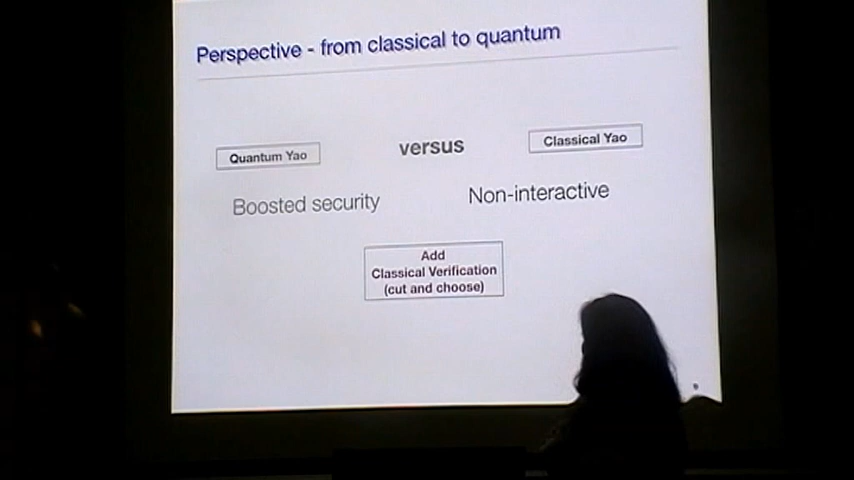 Perspective - from classical to quantum
Quantum Yao
versus
Classical Yao
Boosted security
Non-interactive
Add
Classical Verification
(cut and choose)
9